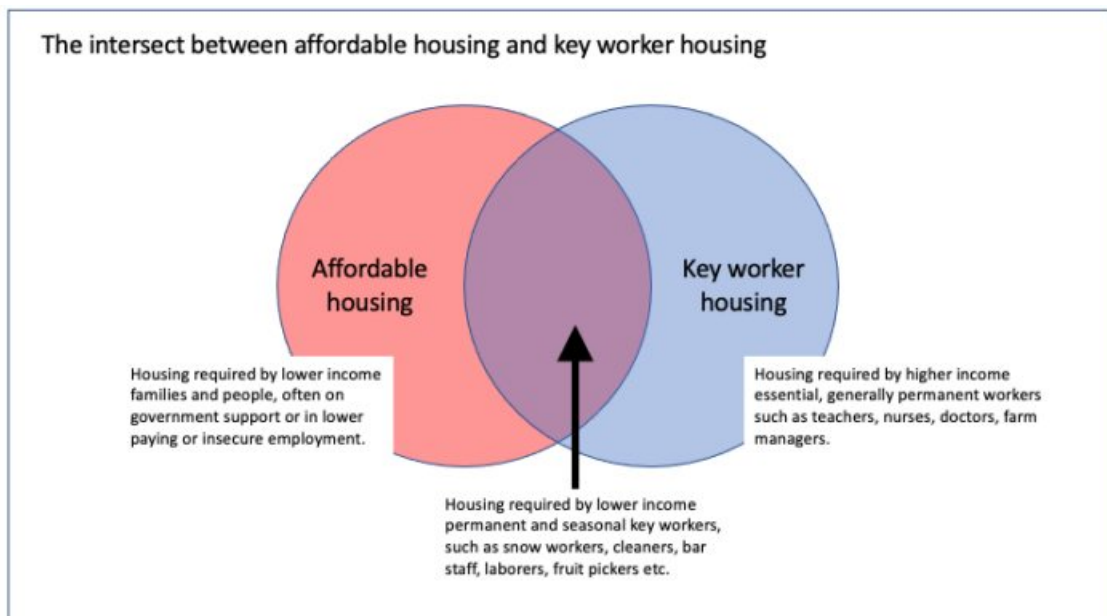 The intersect between affordable housing and key worker housing
Affordable
housing
Key worker
housing
Housing required by lower income
families and people, often on
government support or in lower
paying or insecure employment.
Housing required by higher income
essential, generally permanent workers
such as teachers, nurses, doctors, farm
managers.
Housing required by lower income
permanent and seasonal key workers,
such as snow workers, cleaners, bar
staff, laborers, fruit pickers etc.